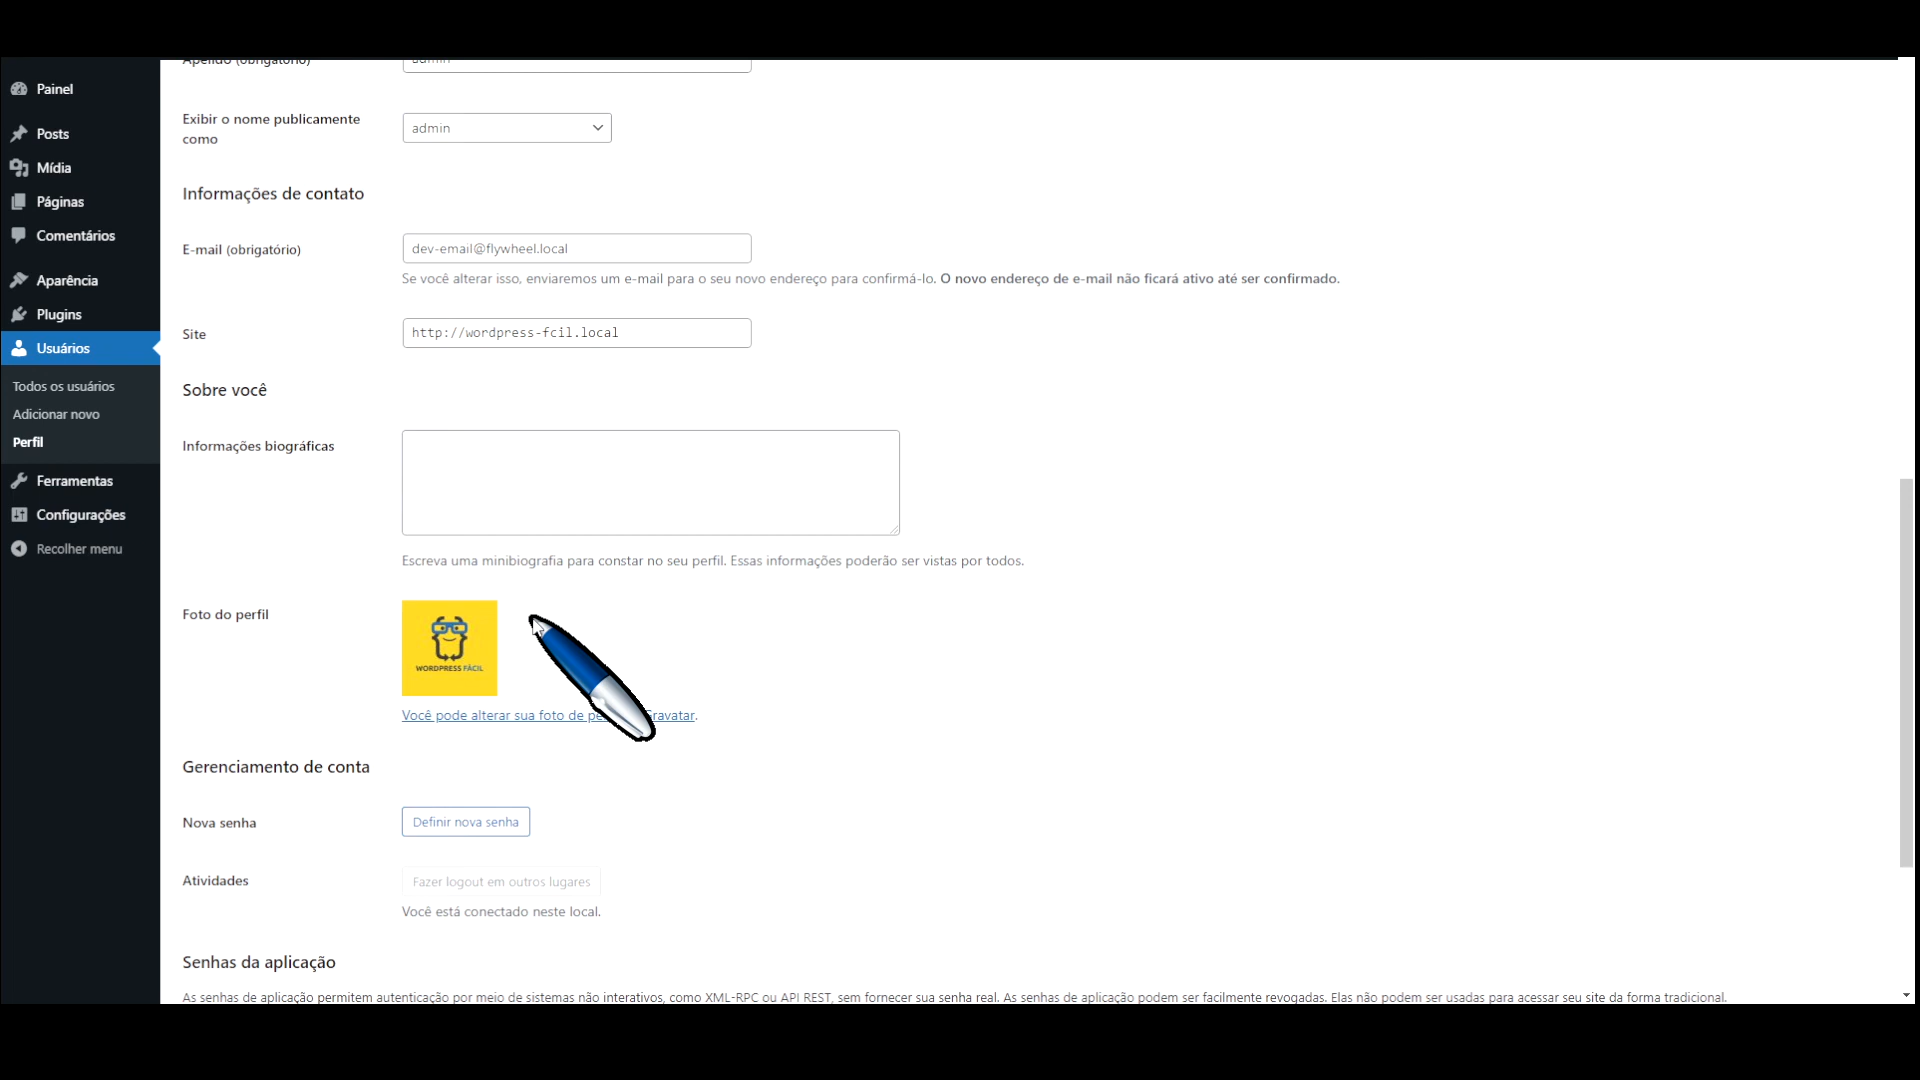 Apelido (obrigatório)
admin
Painel
Exibir o nome publicamente
como
admin
Posts
Mídia
Páginas
Comentários
Aparência
Plugins
Usuários
Todos os usuários
Adicionar novo
Perfil
Ferramentas
Configurações
Recolher menu
Informações de contato
E-mail (obrigatório)
dev-email@flywheel.local
Se você alterar isso, enviaremos um e-mail para o seu novo endereço para confirmá-lo. O novo endereço de e-mail não ficará ativo até ser confirmado.
Site
http://wordpress-fcil.local
Sobre você
Informações biográficas
Escreva uma minibiografia para constar no seu perfil. Essas informações poderão ser vistas por todos.
Foto do perfil
WORDPRESS FÁCIL
Você pode alterar sua foto de
Gerenciamento de conta
Nova senha
Definir nova senha
Atividades
Fazer logout em outros lugares
Você está conectado neste local.
Senhas da aplicação
As senhas de aplicação permitem autenticação por meio de sistemas não interativos, como XML-RPC ou API REST, sem fornecer sua senha real. As senhas de aplicação podem ser facilmente revogadas. Elas não podem ser usadas para acessar seu site da forma tradicional.